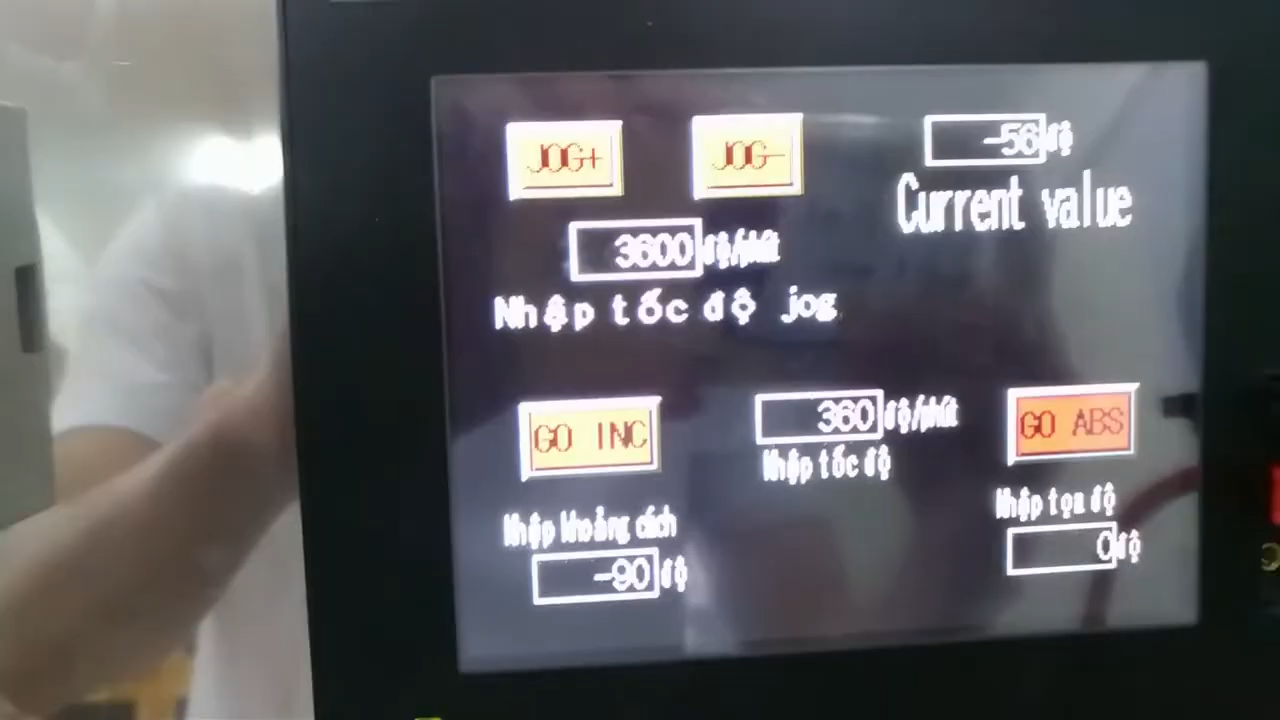 JOG+ JOG- -56 độ
Current value
3600 độ/phút
Nhập tốc độ jog
GO INC 360 độ/phút GO ABS
Nhập tốc độ
Nhập tọa độ
Nhập khoảng cách
0 độ
-90 độ